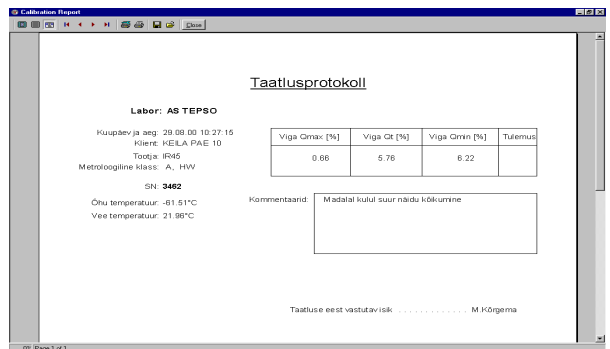 Calibration Report
Close
Taatlusprotokoll
Labor: AS TEPSO
Kuupäev ja aeg: 29.08.00 10:27:15
Klient: KEILA PAE 10
Tootja: IR45
Metroloogiline klass: A, HW
SN: 3462
Õhu temperatuur: -61.51°C
Vee temperatuur: 21.96°C
Viga Qmax [%] Viga Qt [%] Viga Qmin [%] Tulemus
0.66 5.76 6.22
Kommentaarid: Madalal kulul suur näidu kõikumine
Taatluse eest vastutav isik . . . . . . . . . . . . . M.Kõrgema
Page 1 of 1